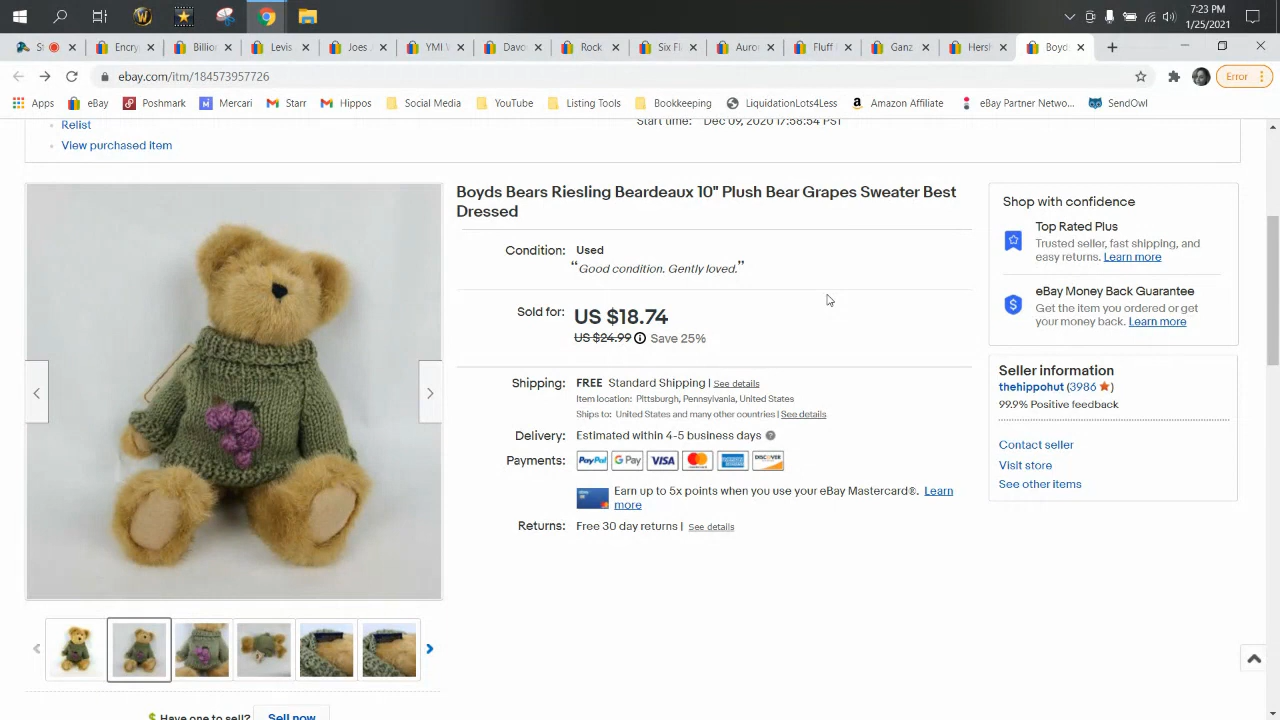 7:23 PM
1/25/2021
Encry
Billion
Levis
Joes
YMI
Davo
Rock
Six Fl
Auror
Fluff
Ganz
Hersh
Boyd
ebay.com/itm/184573957726
Error
Apps
eBay
Poshmark
Mercari
Starr
Hippos
Social Media
YouTube
Listing Tools
Bookkeeping
LiquidationLots4Less
Amazon Affiliate
eBay Partner Netwo...
SendOwl
Relist
Start time: Dec 09, 2020 17:58:54 PST
View purchased item
Boyds Bears Riesling Beardeaux 10" Plush Bear Grapes Sweater Best
Dressed
Condition: Used
“Good condition. Gently loved.”
Sold for: US $18.74
US $24.99 Save 25%
Shipping: FREE Standard Shipping | See details
Item location: Pittsburgh, Pennsylvania, United States
Ships to: United States and many other countries | See details
Delivery: Estimated within 4-5 business days
Payments: PayPal G Pay VISA MasterCard DISCOVER
Earn up to 5x points when you use your eBay Mastercard®. Learn
more
Returns: Free 30 day returns | See details
Shop with confidence
Top Rated Plus
Trusted seller, fast shipping, and
easy returns. Learn more
eBay Money Back Guarantee
Get the item you ordered or get
your money back. Learn more
Seller information
thehippohut (3986 )
99.9% Positive feedback
Contact seller
Visit store
See other items
Have one to sell? Sell now